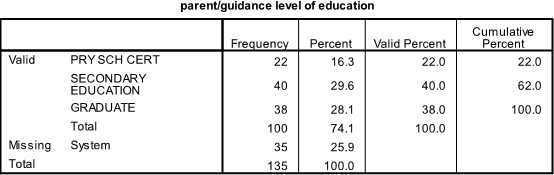 parent/guidance level of education
Frequency Percent Valid Percent Cumulative Percent
Valid PRY SCH CERT 22 16.3 22.0 22.0
SECONDARY EDUCATION 40 29.6 40.0 62.0
GRADUATE 38 28.1 38.0 100.0
Total 100 74.1 100.0
Missing System 35 25.9
Total 135 100.0